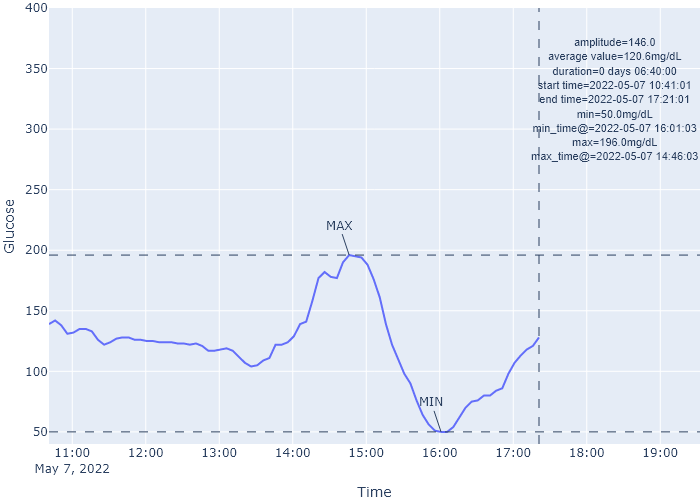 400
350
300
250
200
150
100
50
Glucose
amplitude=146.0
average value=120.6mg/dL
duration=0 days 06:40:00
start time=2022-05-07 10:41:01
end time=2022-05-07 17:21:01
min=50.0mg/dL
min_time@=2022-05-07 16:01:03
max=196.0mg/dL
max_time@=2022-05-07 14:46:03
MAX
MIN
11:00 12:00 13:00 14:00 15:00 16:00 17:00 18:00 19:00
May 7, 2022
Time